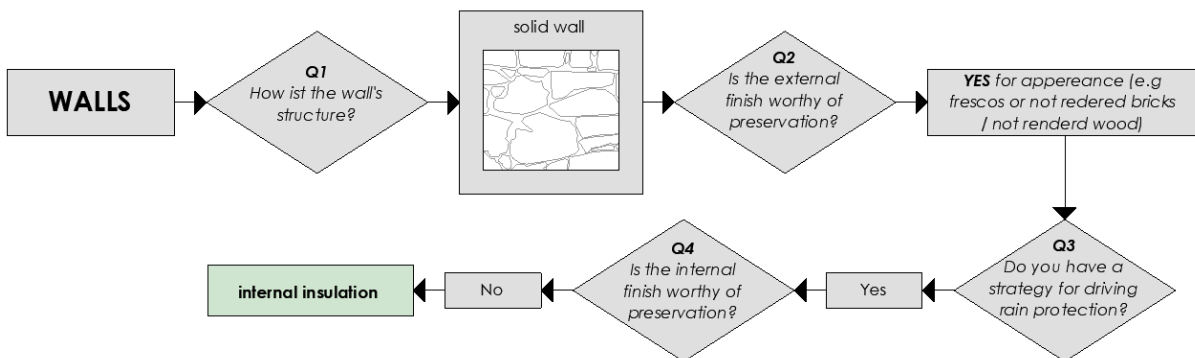 WALLS
Q1
How ist the wall's
structure?
solid wall
Q2
Is the external
finish worthy of
preservation?
YES for appereance (e.g
frescos or not redered bricks
/ not renderd wood)
Q3
Do you have a
strategy for driving
rain protection?
Yes
Q4
Is the internal
finish worthy of
preservation?
No
internal insulation